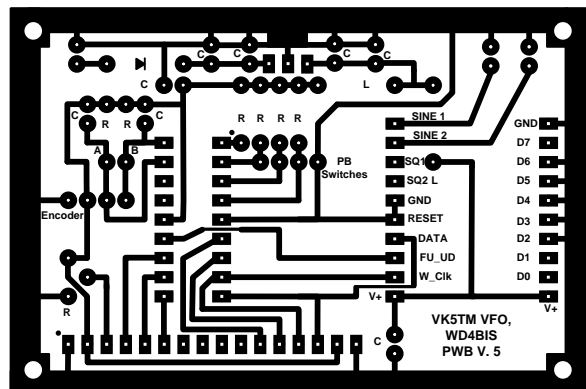 C
C
C
C
C
L
C
R
R
C
R R R R
SINE 1
GND
A
B
SINE 2
D7
PB
Switches
SQ1
D6
SQ2 L
D5
Encoder
GND
D4
RESET
D3
DATA
D2
FU_UD
D1
W_Clk
D0
R
V+
V+
VK5TM VFO,
WD4BIS
PWB V. 5
C